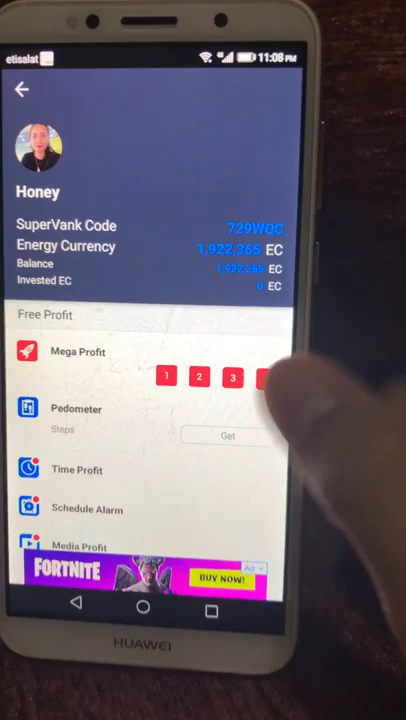 etisalat
4G
11:08 PM
Honey
SuperVank Code 729WQC
Energy Currency 1,922,365 EC
Balance 1,922,365 EC
Invested EC 0 EC
Free Profit
Mega Profit
1 2 3
Pedometer
Steps Get
Time Profit
Schedule Alarm
Media Profit
FORTNITE BUY NOW! Ad
HUAWEI